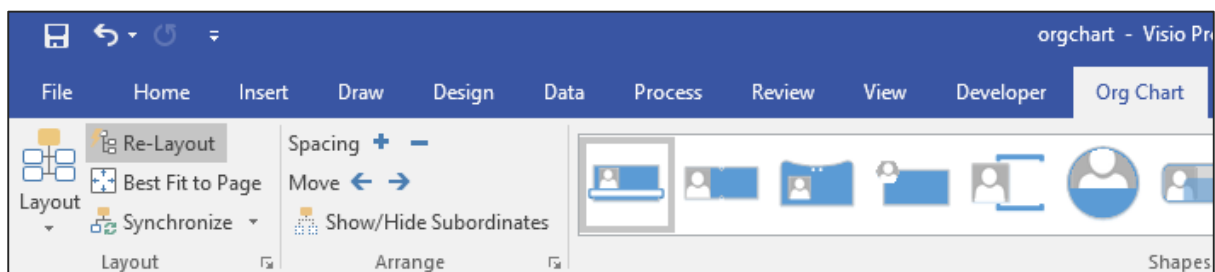 orgchart - Visio Pr
File Home Insert Draw Design Data Process Review View Developer Org Chart
Re-Layout Spacing
Best Fit to Page Move
Layout Synchronize Show/Hide Subordinates
Layout Arrange Shapes